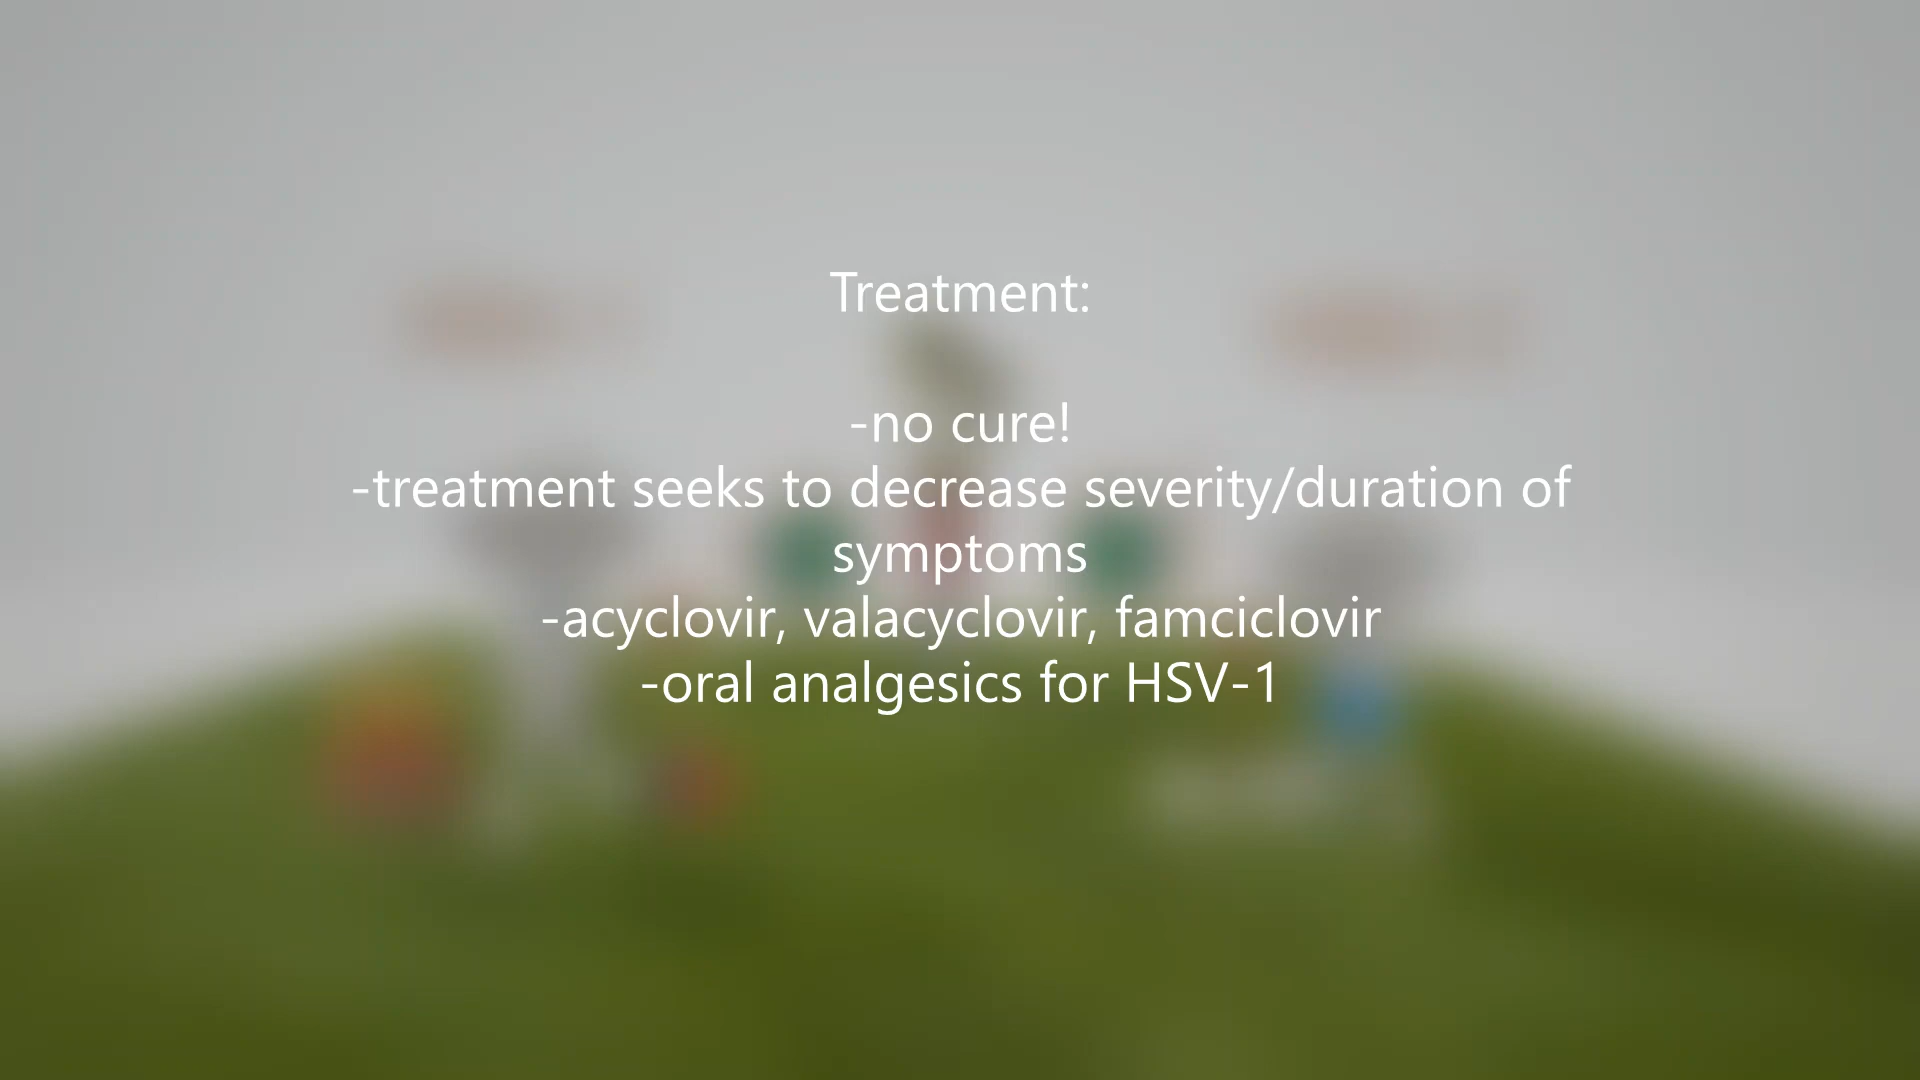 Treatment:
-no cure!
-treatment seeks to decrease severity/duration of
symptoms
-acyclovir, valacyclovir, famciclovir
-oral analgesics for HSV-1